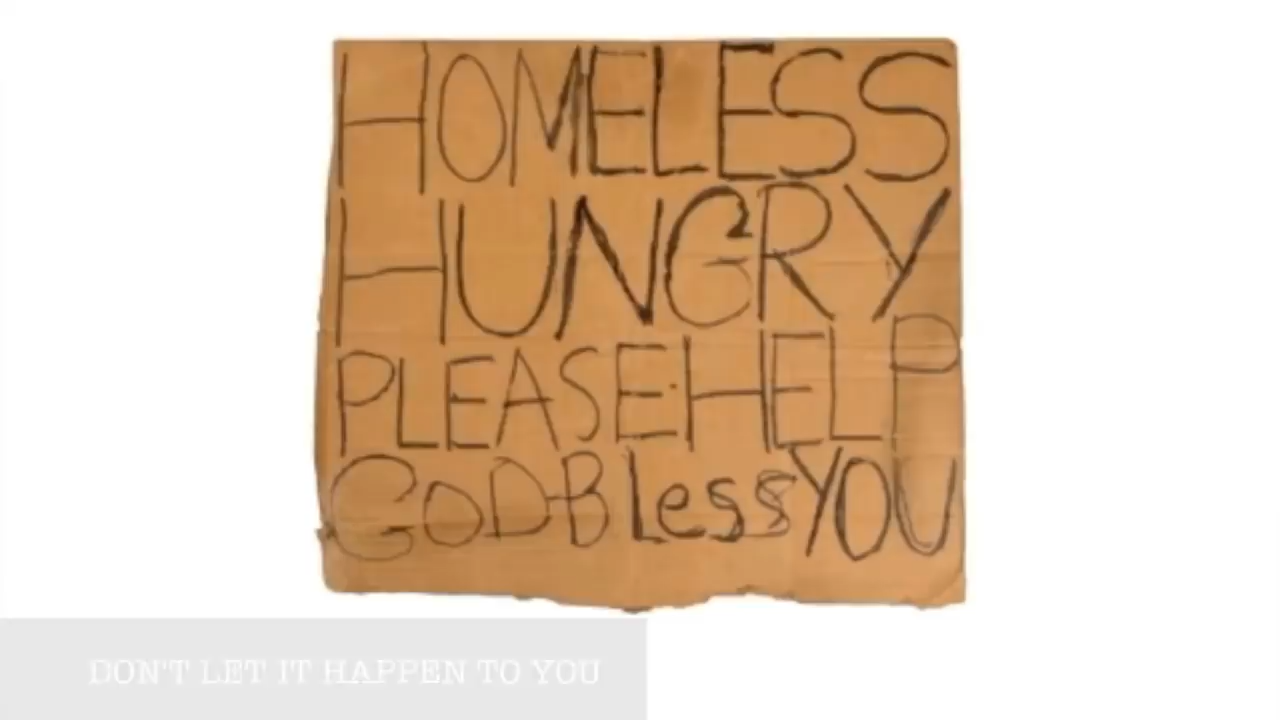 HOMELESS
HUNGRY
PLEASE HELP
GOD BLess YOU
DON'T LET IT HAPPEN TO YOU